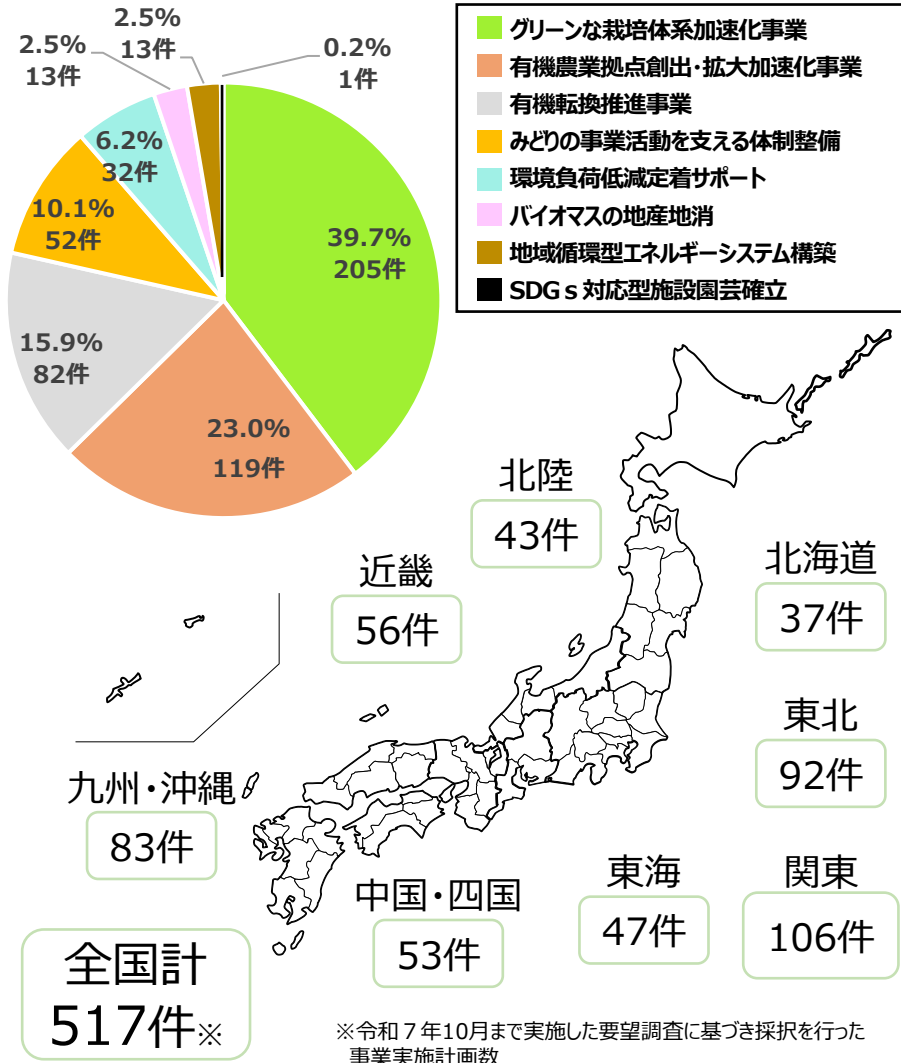 2.5%
13件
2.5%
13件
0.2%
1件
6.2%
32件
10.1%
52件
39.7%
205件
15.9%
82件
23.0%
119件
グリーンな栽培体系加速化事業
有機農業拠点創出・拡大加速化事業
有機転換推進事業
みどりの事業活動を支える体制整備
環境負荷低減定着サポート
バイオマスの地産地消
地域循環型エネルギーシステム構築
SDGs対応型施設園芸確立
北陸
43件
北海道
37件
近畿
56件
東北
92件
九州・沖縄
83件
中国・四国
53件
東海
47件
関東
106件
全国計
517件※
※令和7年10月まで実施した要望調査に基づき採択を行った
事業実施計画数